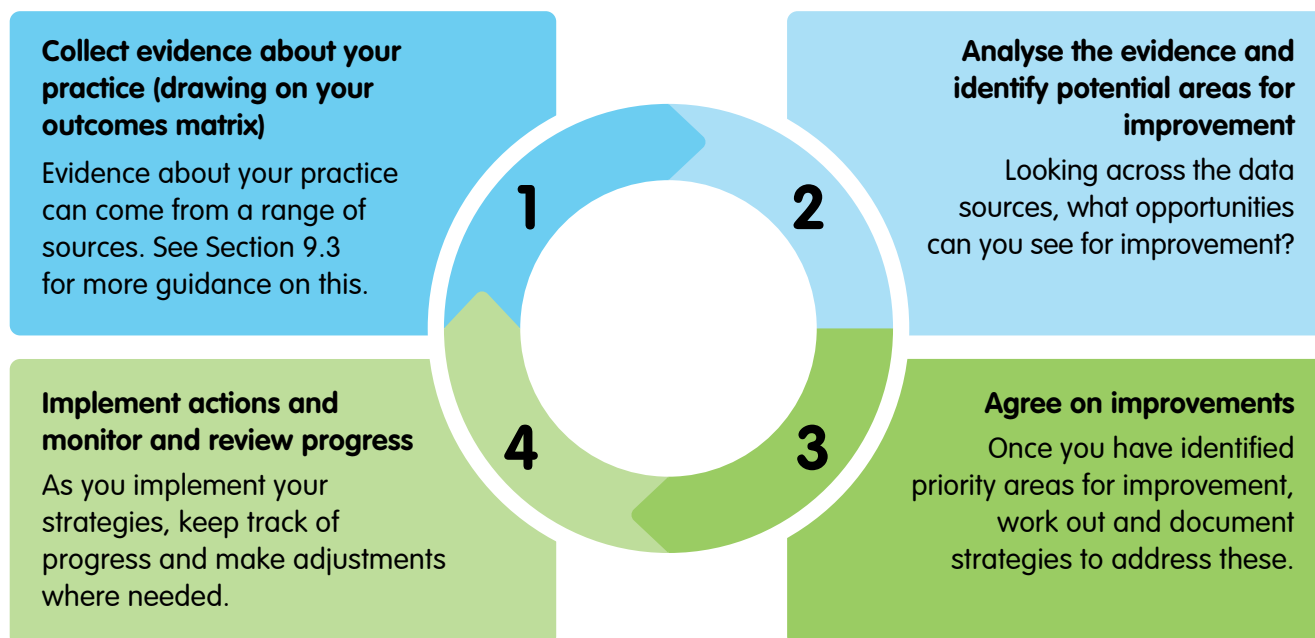 Collect evidence about your
practice (drawing on your
outcomes matrix)
Evidence about your practice
can come from a range of
sources. See Section 9.3
for more guidance on this.
1
Analyse the evidence and
identify potential areas for
improvement
Looking across the data
sources, what opportunities
can you see for improvement?
2
Agree on improvements
Once you have identified
priority areas for improvement,
work out and document
strategies to address these.
3
Implement actions and
monitor and review progress
As you implement your
strategies, keep track of
progress and make adjustments
where needed.
4